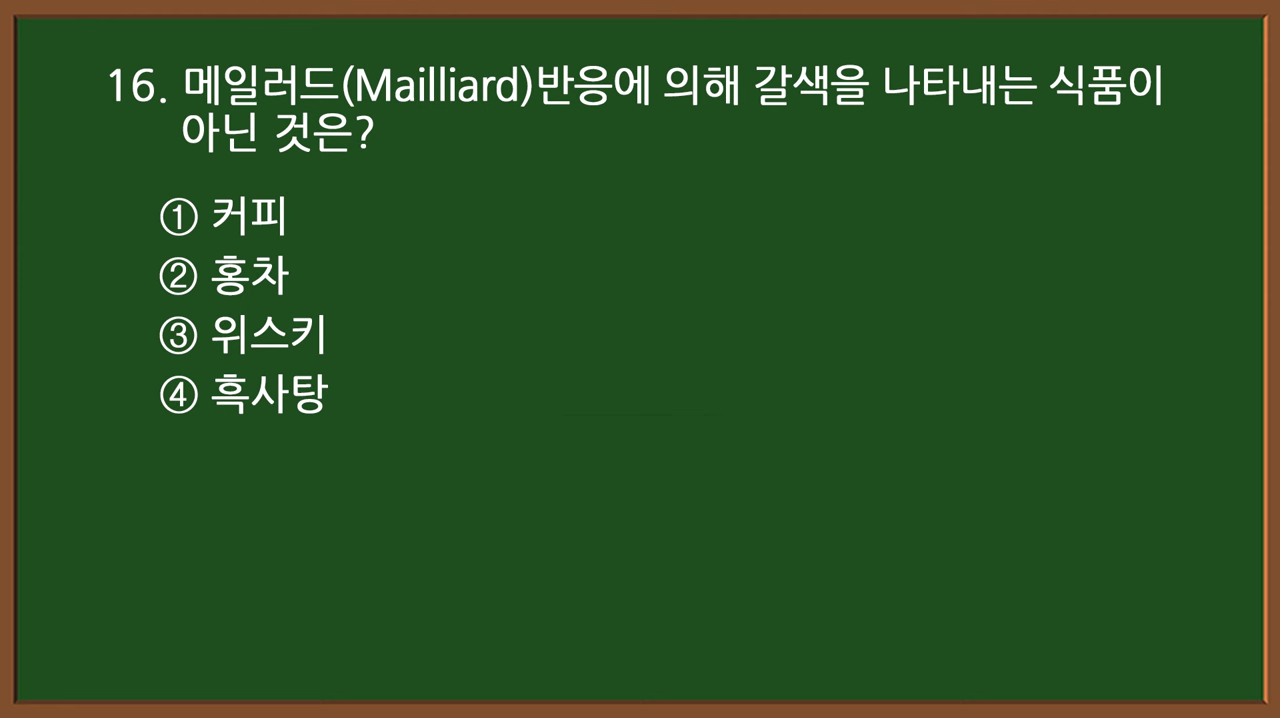 16. 메일러드(Mailliard)반응에 의해 갈색을 나타내는 식품이
아닌 것은?
① 커피
② 홍차
③ 위스키
④ 흑사탕